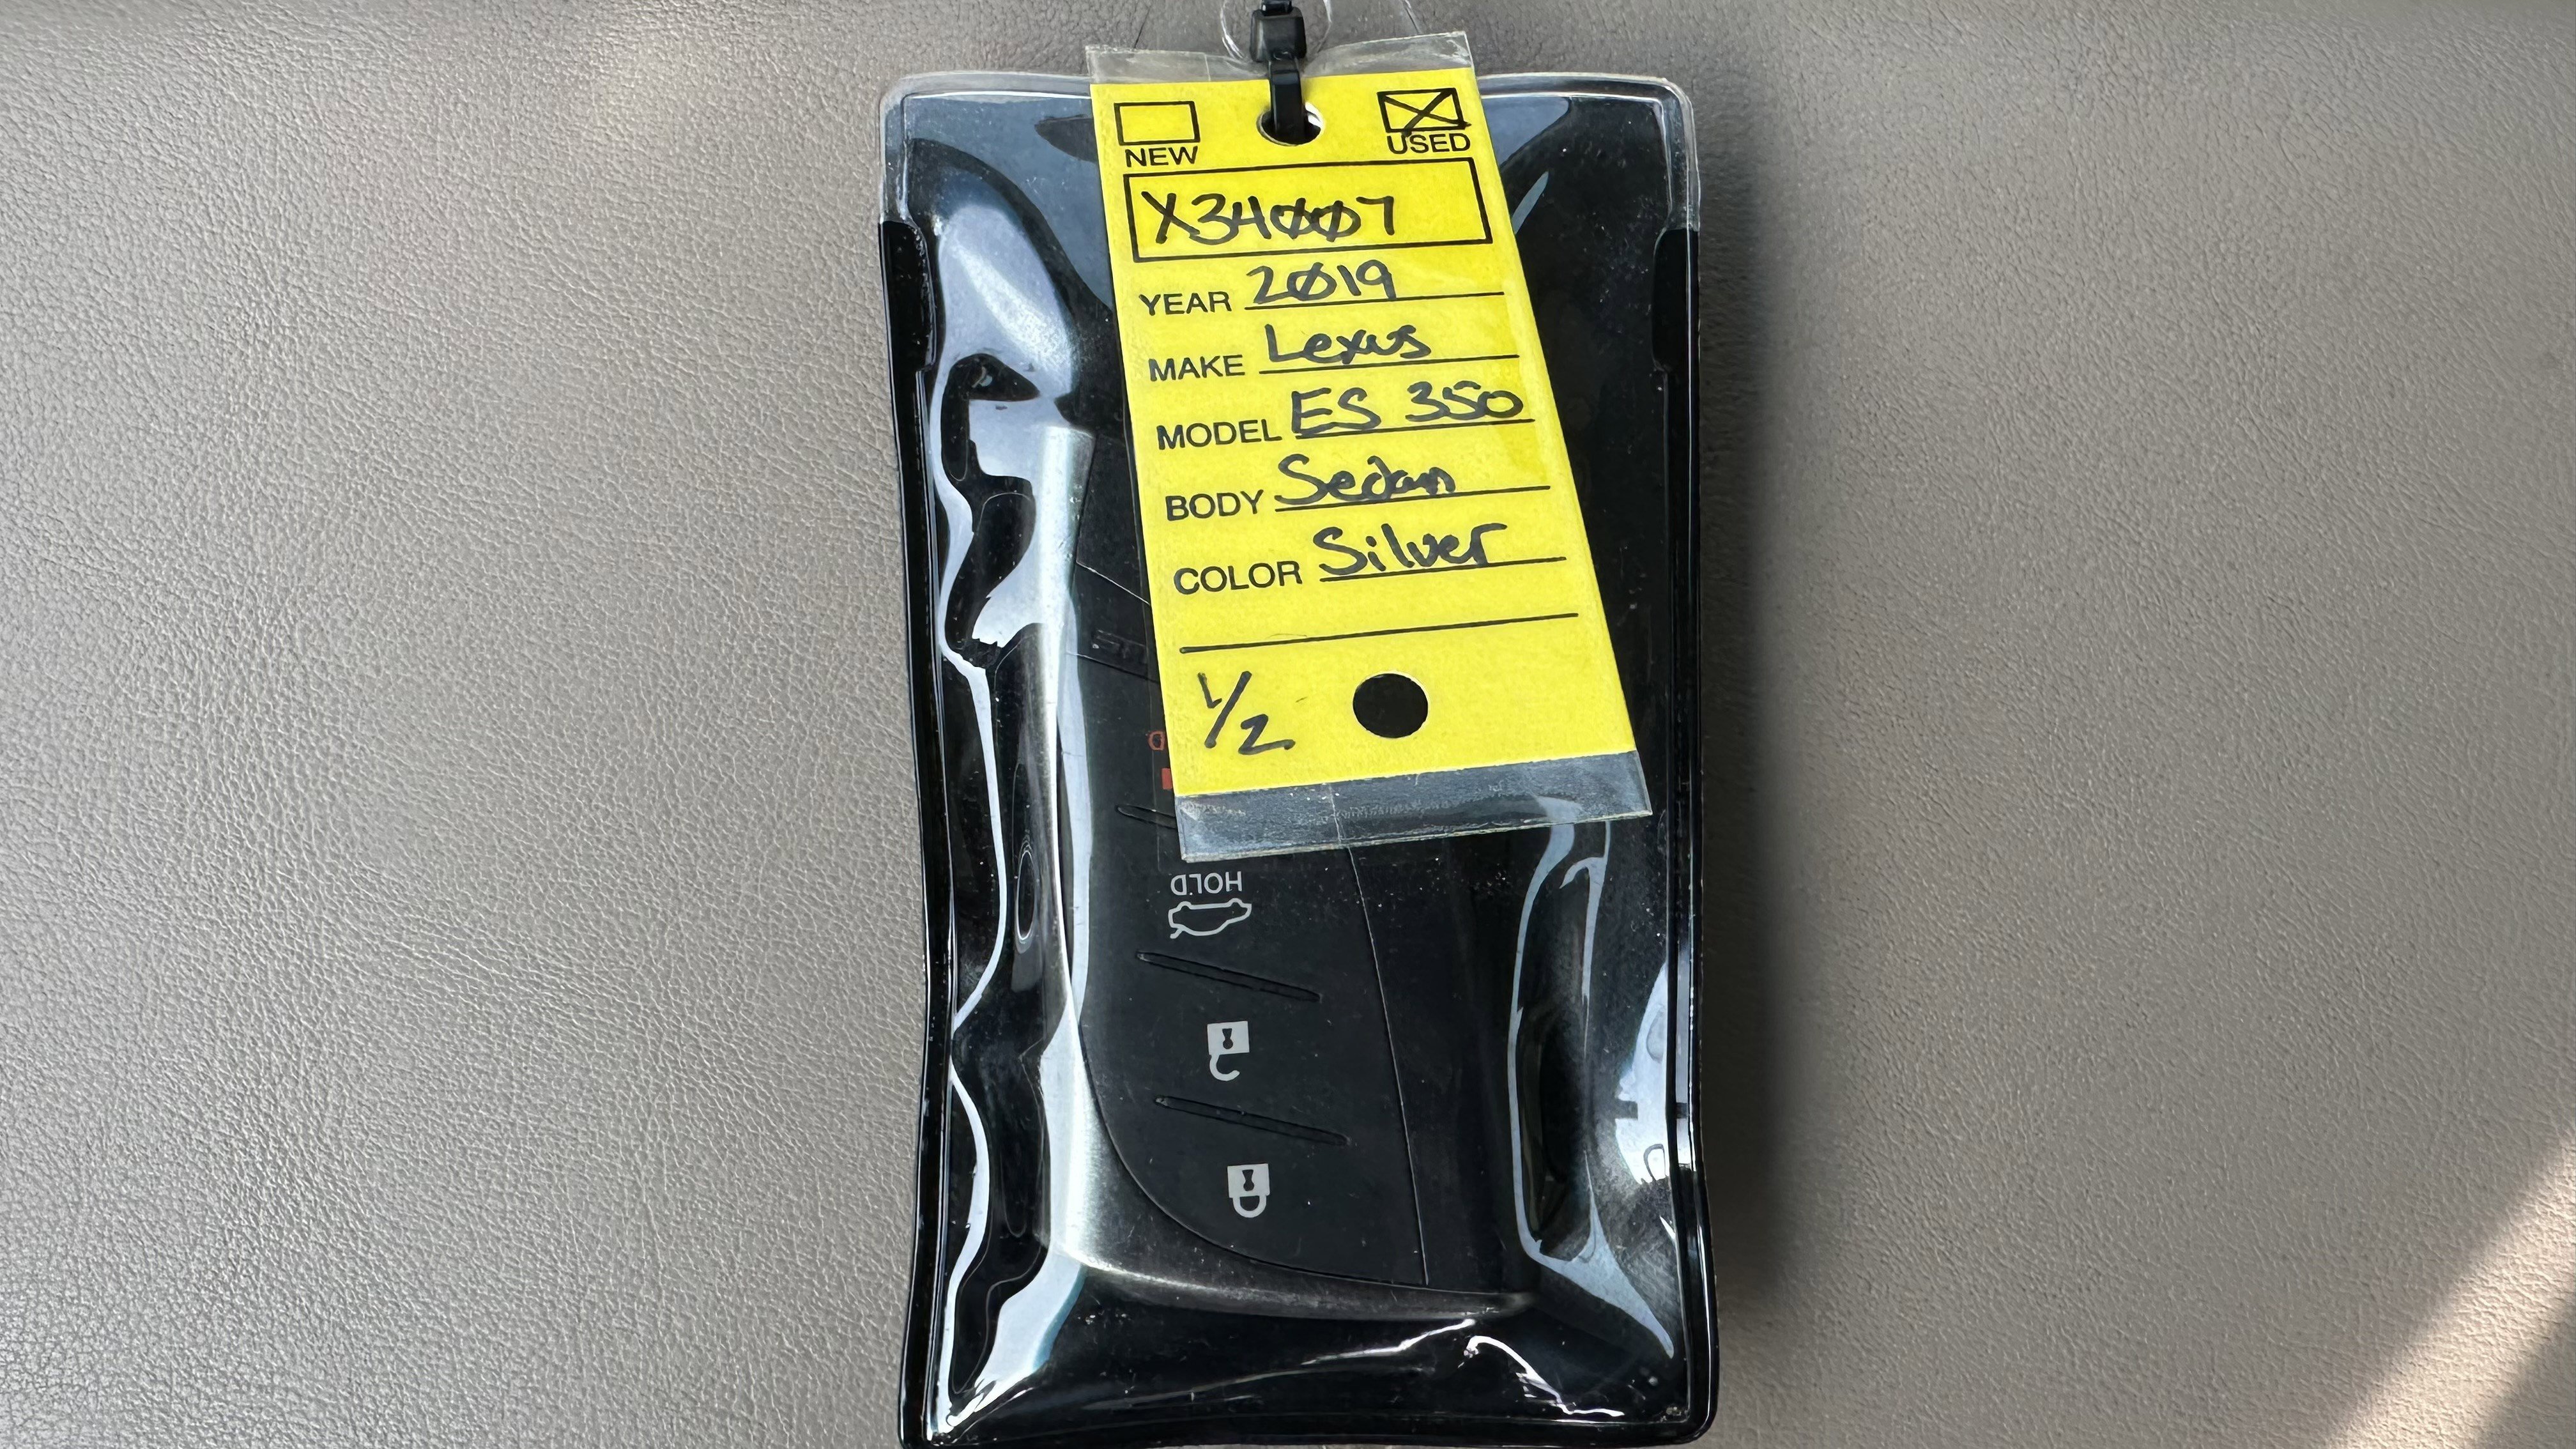 NEW USED
X34007
YEAR 2019
MAKE Lexus
MODEL ES 350
BODY Sedan
COLOR Silver
1/2
HOLD